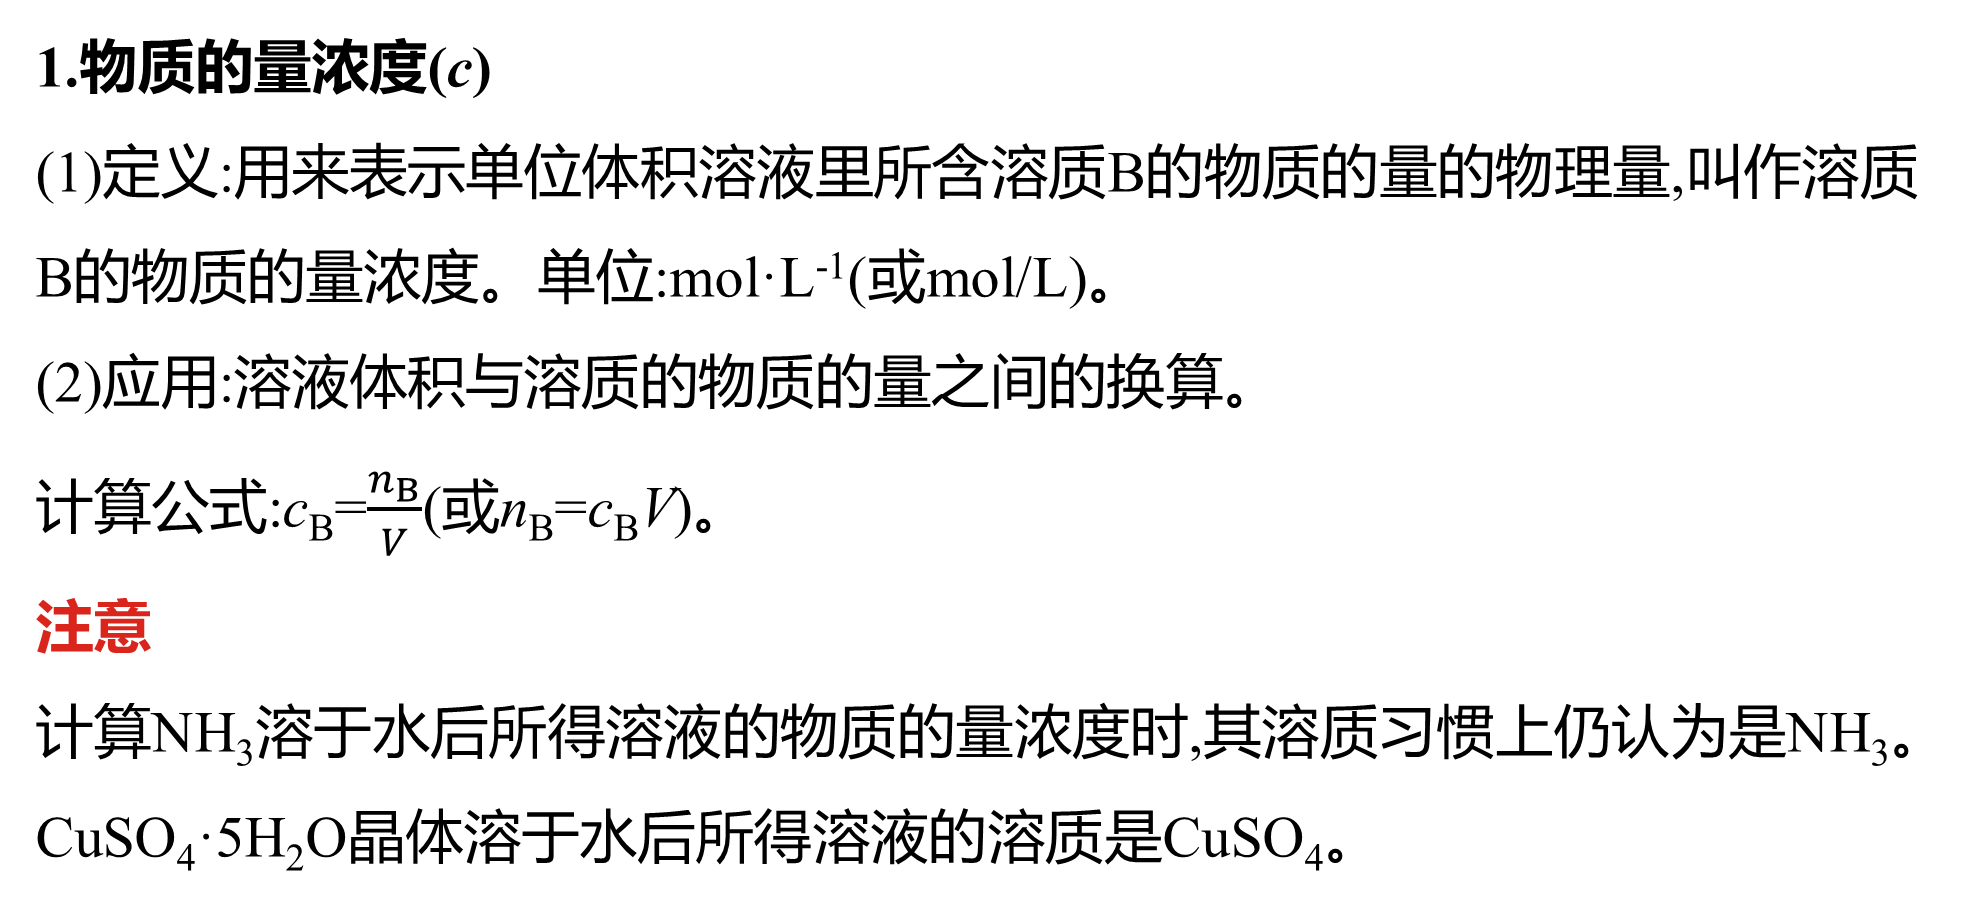 1.物质的量浓度(c)
(1)定义:用来表示单位体积溶液里所含溶质B的物质的量的物理量,叫作溶质
B的物质的量浓度。单位:mol·L⁻¹(或mol/L)。
(2)应用:溶液体积与溶质的物质的量之间的换算。
计算公式:c_B=n_B/V(或n_B=c_BV)。
注意
计算NH₃溶于水后所得溶液的物质的量浓度时,其溶质习惯上仍认为是NH₃。
CuSO₄·5H₂O晶体溶于水后所得溶液的溶质是CuSO₄。